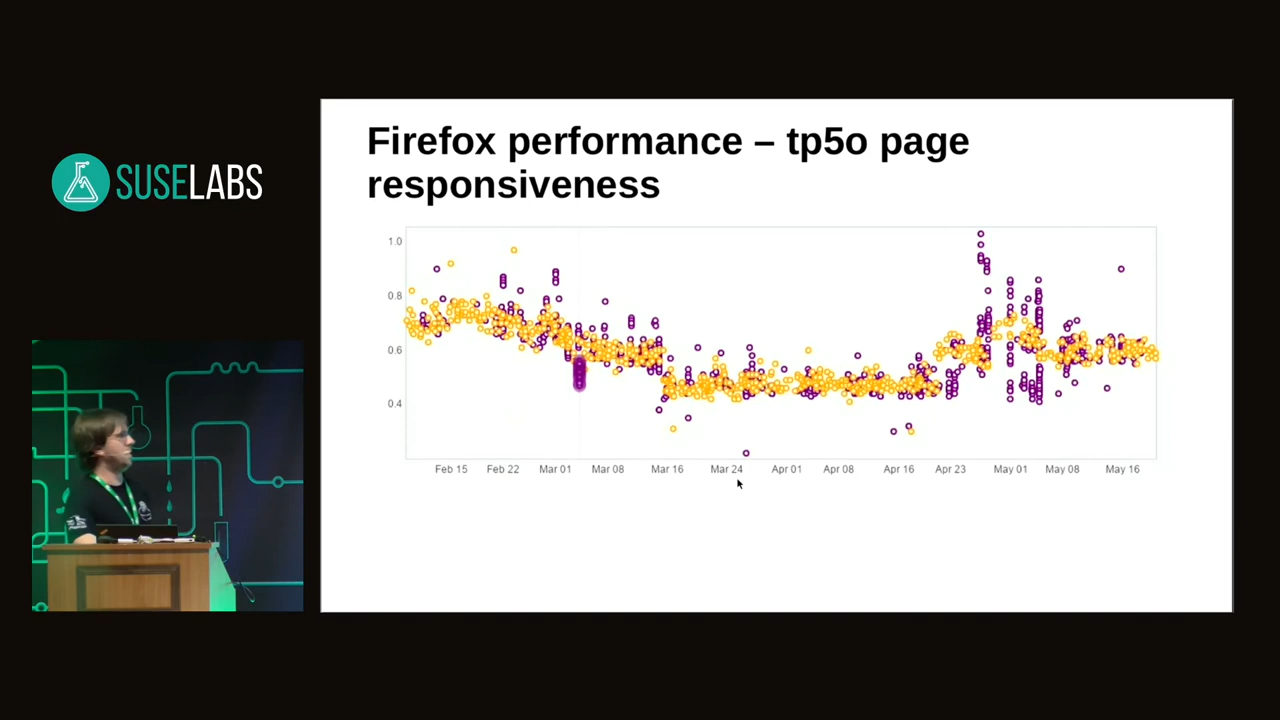 SUSELABS
Firefox performance – tp5o page
responsiveness
1.0
0.8
0.6
0.4
Feb 15 Feb 22 Mar 01 Mar 08 Mar 16 Mar 24 Apr 01 Apr 08 Apr 16 Apr 23 May 01 May 08 May 16